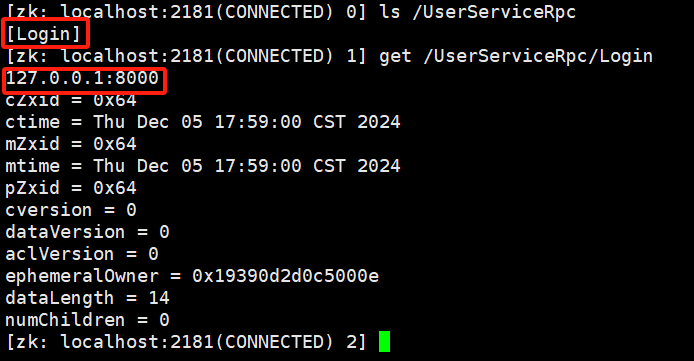 [zk: localhost:2181(CONNECTED) 0] ls /UserServiceRpc
[Login]
[zk: localhost:2181(CONNECTED) 1] get /UserServiceRpc/Login
127.0.0.1:8000
cZxid = 0x64
ctime = Thu Dec 05 17:59:00 CST 2024
mZxid = 0x64
mtime = Thu Dec 05 17:59:00 CST 2024
pZxid = 0x64
cversion = 0
dataVersion = 0
aclVersion = 0
ephemeralOwner = 0x19390d2d0c5000e
dataLength = 14
numChildren = 0
[zk: localhost:2181(CONNECTED) 2]